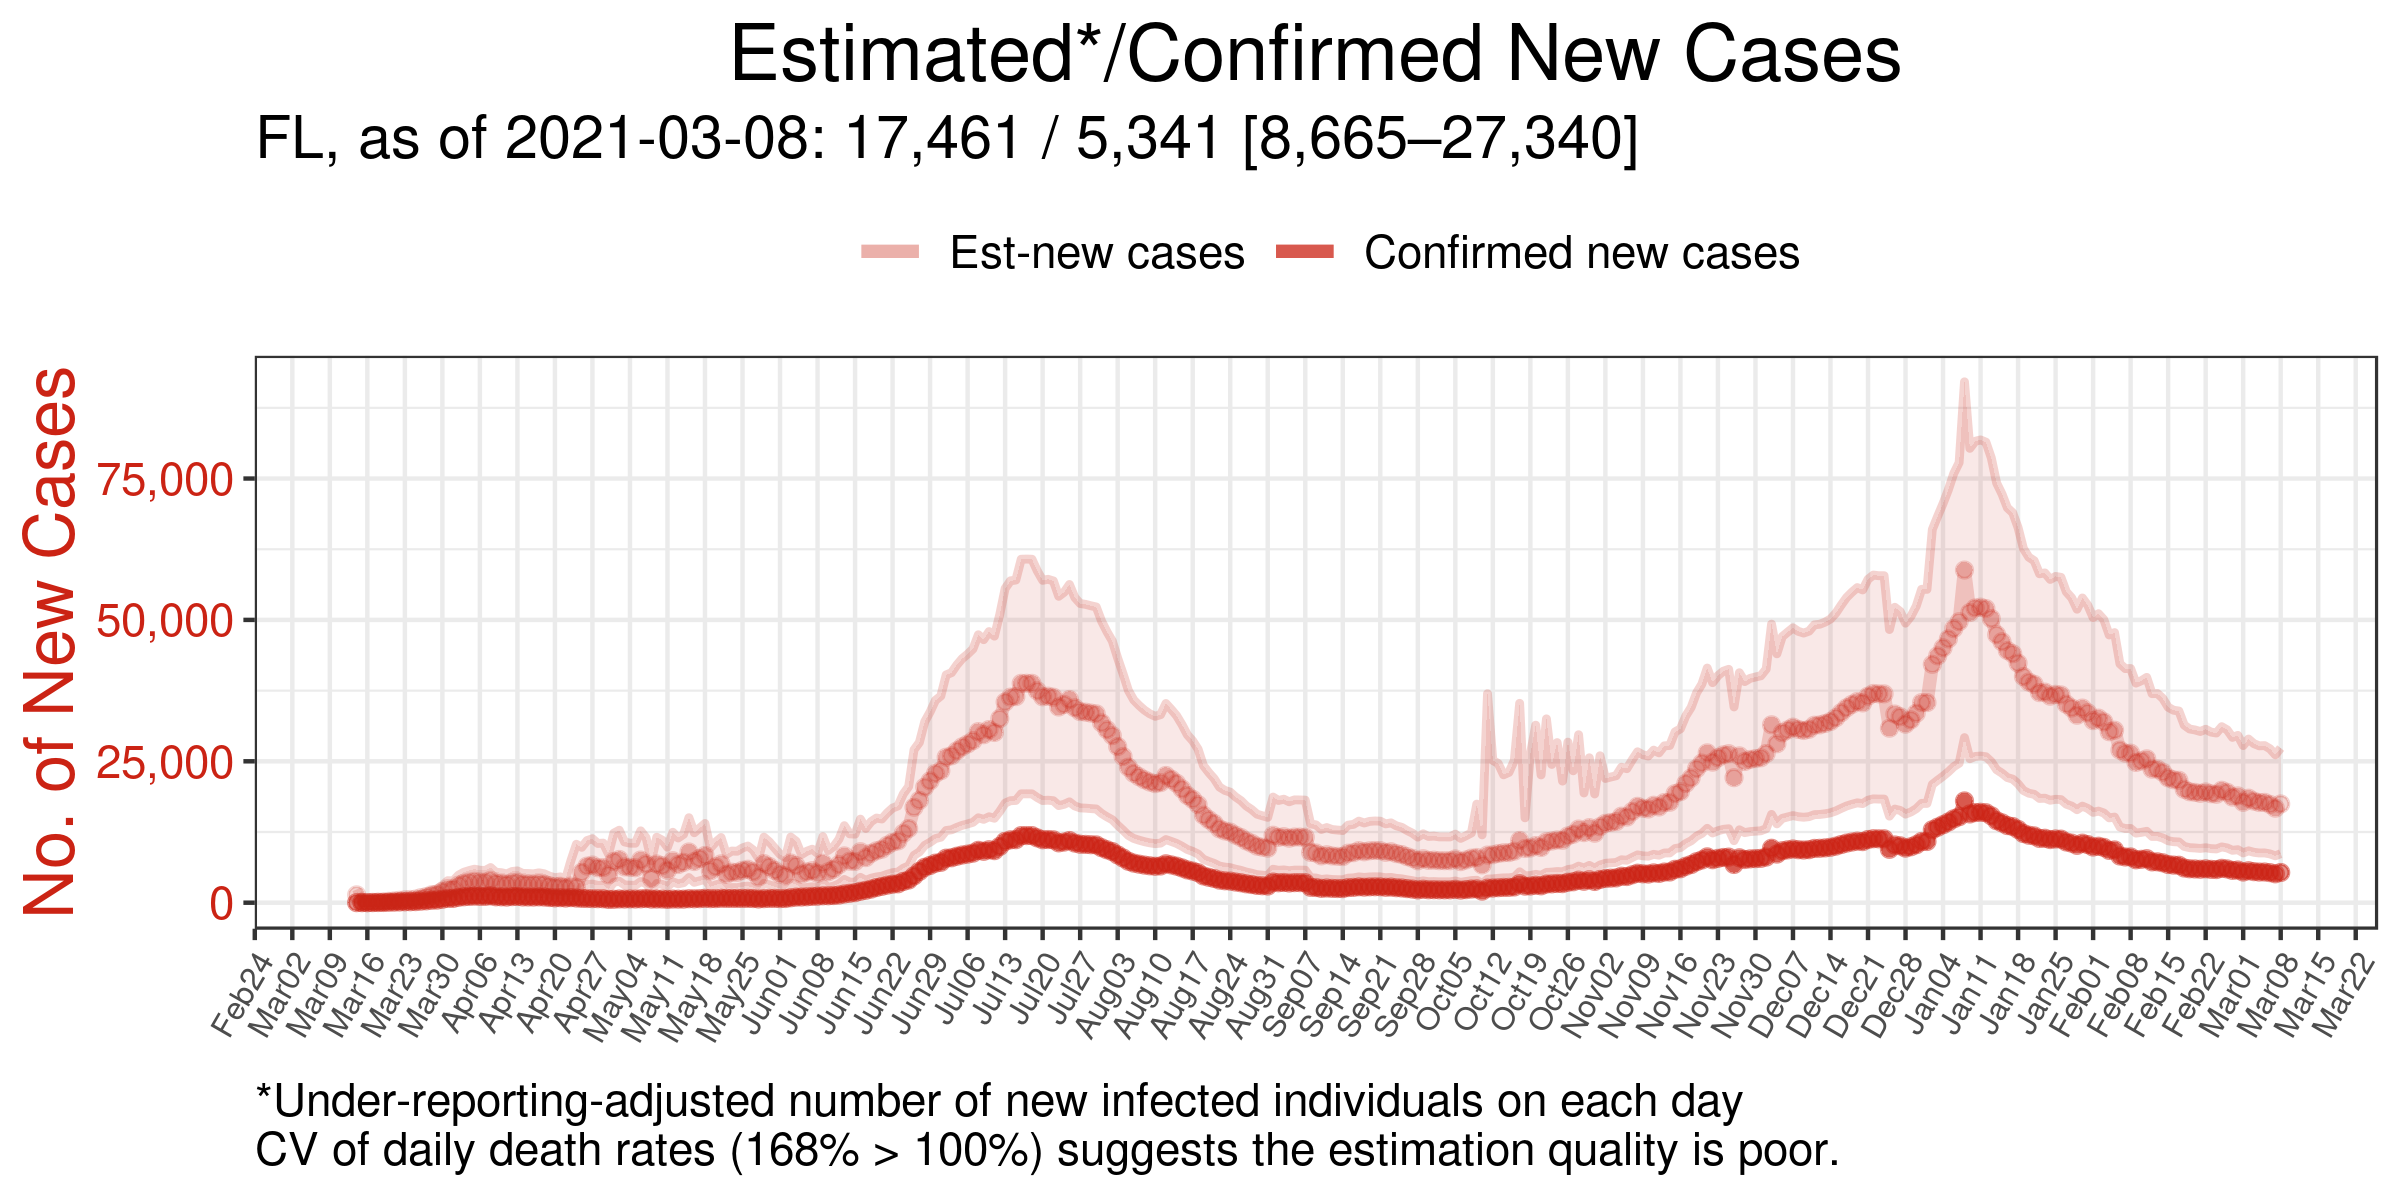 Estimated*/Confirmed New Cases
FL, as of 2021-03-08: 17,461 / 5,341 [8,665–27,340]
Est-new cases Confirmed new cases
No. of New Cases
75,000
50,000
25,000
0
Feb24 Mar02 Mar09 Mar16 Mar23 Mar30 Apr06 Apr13 Apr20 Apr27 May04 May11 May18 May25 Jun01 Jun08 Jun15 Jun22 Jun29 Jul06 Jul13 Jul20 Jul27 Aug03 Aug10 Aug17 Aug24 Aug31 Sep07 Sep14 Sep21 Sep28 Oct05 Oct12 Oct19 Oct26 Nov02 Nov09 Nov16 Nov23 Nov30 Dec07 Dec14 Dec21 Dec28 Jan04 Jan11 Jan18 Jan25 Feb01 Feb08 Feb15 Feb22 Mar01 Mar08 Mar15 Mar22
*Under-reporting-adjusted number of new infected individuals on each day
CV of daily death rates (168% > 100%) suggests the estimation quality is poor.